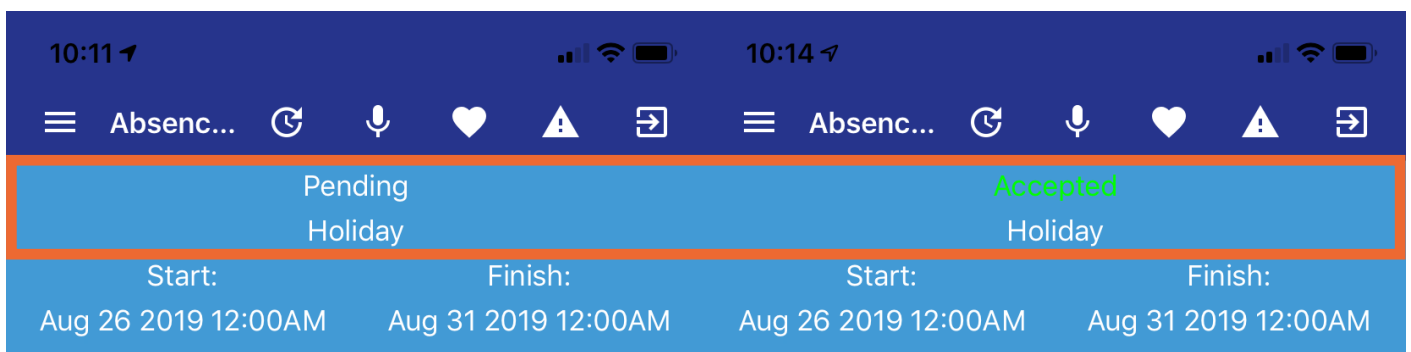 10:11
Absenc...
Pending
Holiday
Start: Finish:
Aug 26 2019 12:00AM Aug 31 2019 12:00AM
10:14
Absenc...
Accepted
Holiday
Start: Finish:
Aug 26 2019 12:00AM Aug 31 2019 12:00AM